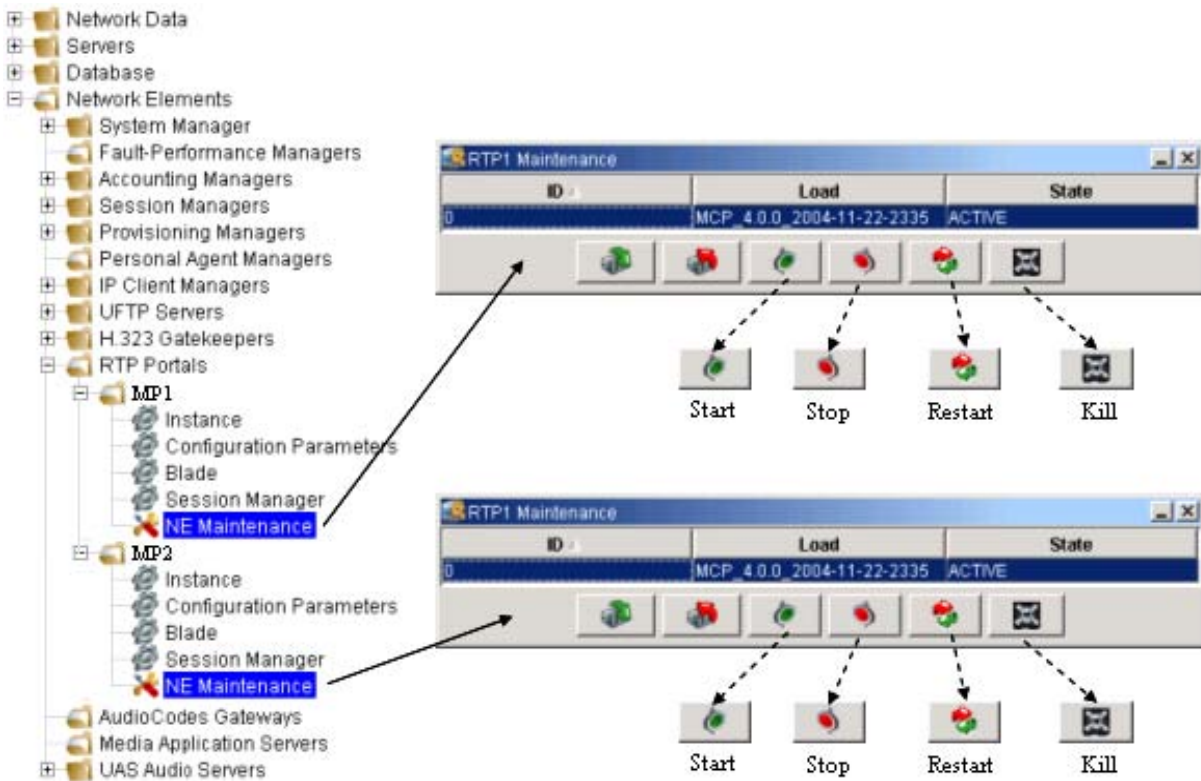 Network Data
Servers
Database
Network Elements
System Manager
Fault-Performance Managers
Accounting Managers
Session Managers
Provisioning Managers
Personal Agent Managers
IP Client Managers
UFTP Servers
H.323 Gatekeepers
RTP Portals
MP1
Instance
Configuration Parameters
Blade
Session Manager
NE Maintenance
MP2
Instance
Configuration Parameters
Blade
Session Manager
NE Maintenance
AudioCodes Gateways
Media Application Servers
UAS Audio Servers
RTP1 Maintenance
ID Load State
0 MCP_4.0.0_2004-11-22-2335 ACTIVE
Start Stop Restart Kill
RTP1 Maintenance
ID Load State
0 MCP_4.0.0_2004-11-22-2335 ACTIVE
Start Stop Restart Kill